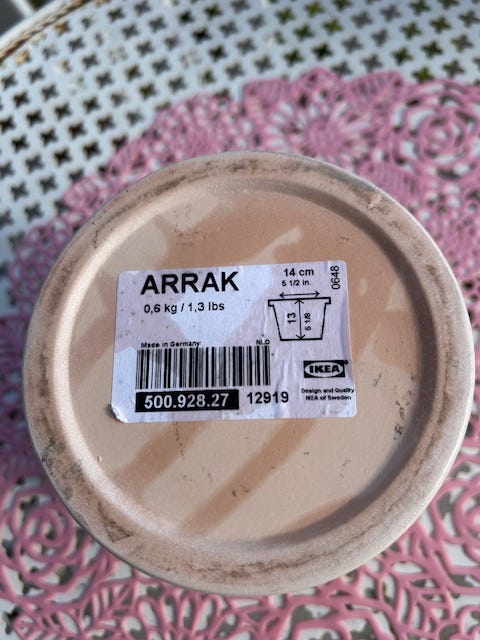 ARRAK
0,6 kg / 1,3 lbs
14 cm
5 1/2 in.
0648
13
5 1/8
Made in Germany
NLO
500.928.27
12919
IKEA
Design and Quality
IKEA of Sweden